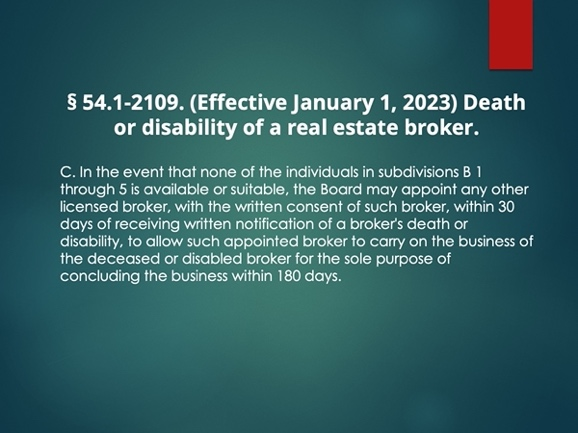 § 54.1-2109. (Effective January 1, 2023) Death
or disability of a real estate broker.
C. In the event that none of the individuals in subdivisions B 1
through 5 is available or suitable, the Board may appoint any other
licensed broker, with the written consent of such broker, within 30
days of receiving written notification of a broker's death or
disability, to allow such appointed broker to carry on the business of
the deceased or disabled broker for the sole purpose of
concluding the business within 180 days.